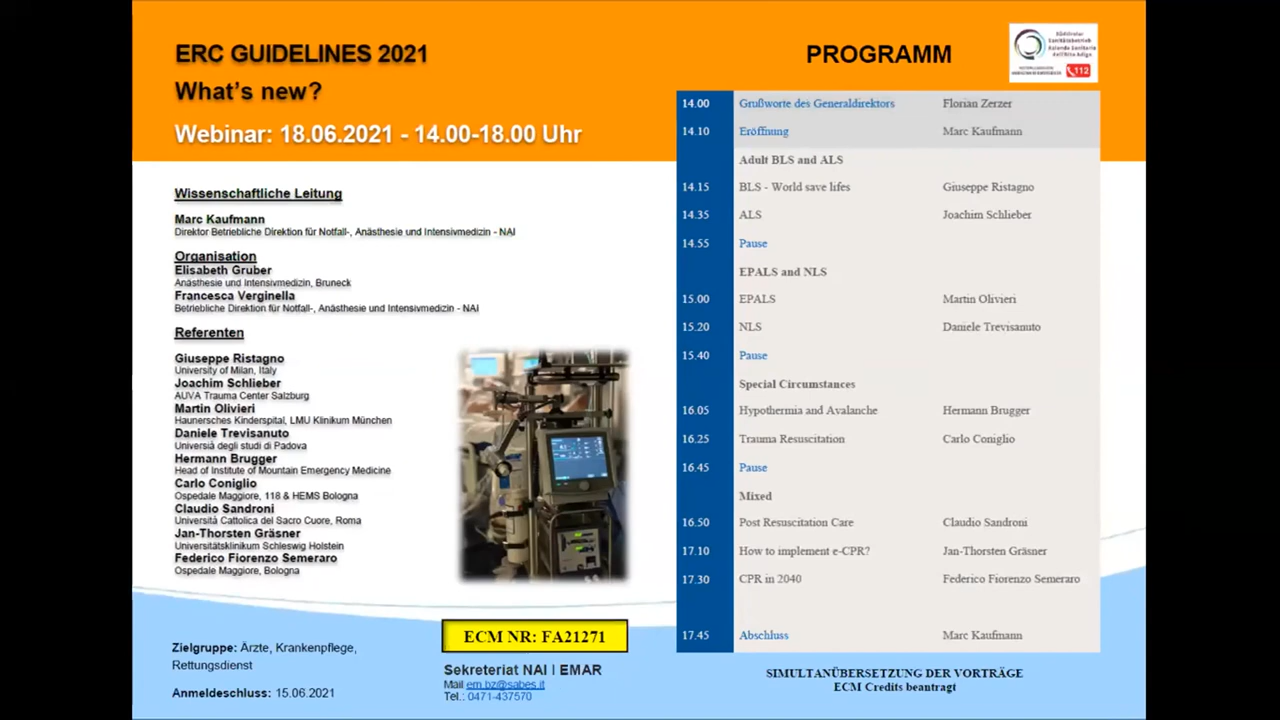 ERC GUIDELINES 2021
What's new?
Webinar: 18.06.2021 - 14.00-18.00 Uhr
Wissenschaftliche Leitung
Marc Kaufmann
Direktor Betriebliche Direktion für Notfall-, Anästhesie und Intensivmedizin - NAI
Organisation
Elisabeth Gruber
Anästhesie und Intensivmedizin, Bruneck
Francesca Verginella
Betriebliche Direktion für Notfall-, Anästhesie und Intensivmedizin - NAI
Referenten
Giuseppe Ristagno
University of Milan, Italy
Joachim Schlieber
AUVA Trauma Center Salzburg
Martin Olivieri
Haunersches Kinderspital, LMU Klinikum München
Daniele Trevisanuto
Universià degli studi di Padova
Hermann Brugger
Head of Institute of Mountain Emergency Medicine
Carlo Coniglio
Ospedale Maggiore, 118 & HEMS Bologna
Claudio Sandroni
Università Cattolica del Sacro Cuore, Roma
Jan-Thorsten Gräsner
Universitätsklinikum Schleswig Holstein
Federico Fiorenzo Semeraro
Ospedale Maggiore, Bologna
Zielgruppe: Ärzte, Krankenpflege,
Rettungsdienst
Anmeldeschluss: 15.06.2021
ECM NR: FA21271
Sekreteriat NAI I EMAR
Mail em.bz@sabes.it
Tel.: 0471-437570
PROGRAMM
Südtiroler
Sanitätsbetrieb
Azienda Sanitaria
dell'Alto Adige
112
14.00 Grußworte des Generaldirektors Florian Zerzer
14.10 Eröffnung Marc Kaufmann
Adult BLS and ALS
14.15 BLS - World save lifes Giuseppe Ristagno
14.35 ALS Joachim Schlieber
14.55 Pause
EPALS and NLS
15.00 EPALS Martin Olivieri
15.20 NLS Daniele Trevisanuto
15.40 Pause
Special Circumstances
16.05 Hypothermia and Avalanche Hermann Brugger
16.25 Trauma Resuscitation Carlo Coniglio
16.45 Pause
Mixed
16.50 Post Resuscitation Care Claudio Sandroni
17.10 How to implement e-CPR? Jan-Thorsten Gräsner
17.30 CPR in 2040 Federico Fiorenzo Semeraro
17.45 Abschluss Marc Kaufmann
SIMULTANÜBERSETZUNG DER VORTRÄGE
ECM Credits beantragt